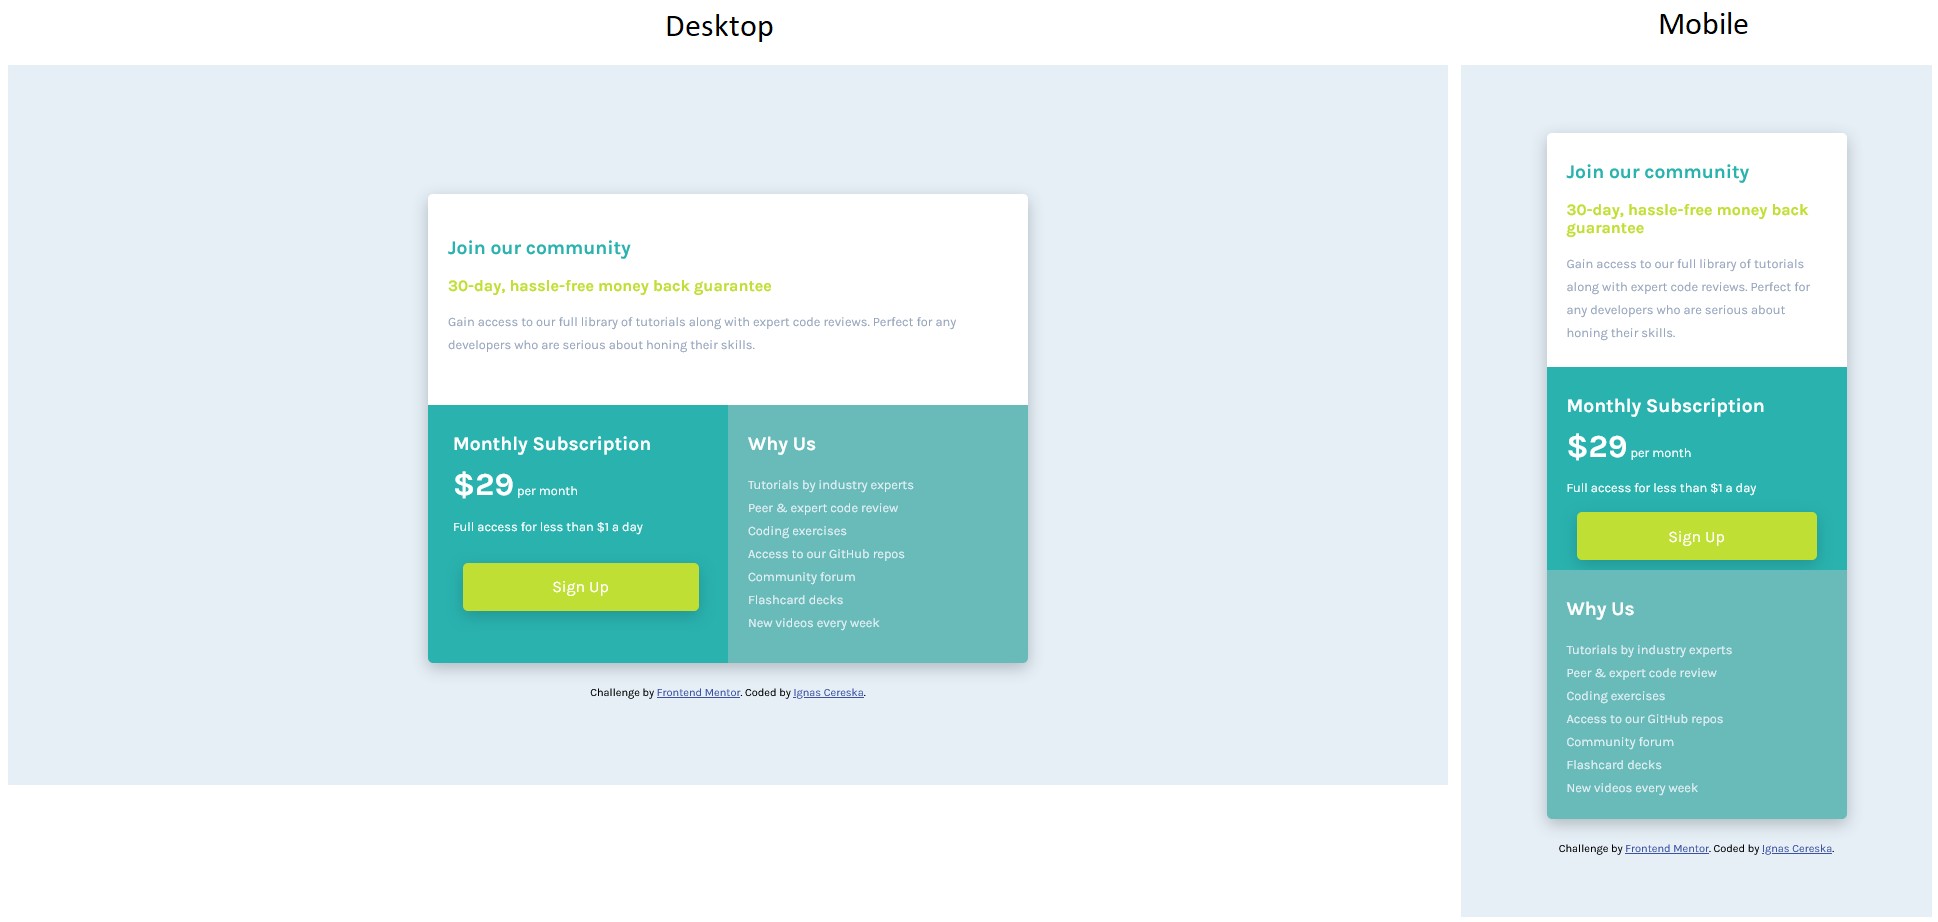 Desktop
Join our community
30-day, hassle-free money back guarantee
Gain access to our full library of tutorials along with expert code reviews. Perfect for any
developers who are serious about honing their skills.
Monthly Subscription
$29 per month
Full access for less than $1 a day
Sign Up
Why Us
Tutorials by industry experts
Peer & expert code review
Coding exercises
Access to our GitHub repos
Community forum
Flashcard decks
New videos every week
Challenge by Frontend Mentor. Coded by Ignas Cereska.
Mobile
Join our community
30-day, hassle-free money back
guarantee
Gain access to our full library of tutorials
along with expert code reviews. Perfect for
any developers who are serious about
honing their skills.
Monthly Subscription
$29 per month
Full access for less than $1 a day
Sign Up
Why Us
Tutorials by industry experts
Peer & expert code review
Coding exercises
Access to our GitHub repos
Community forum
Flashcard decks
New videos every week
Challenge by Frontend Mentor. Coded by Ignas Cereska.